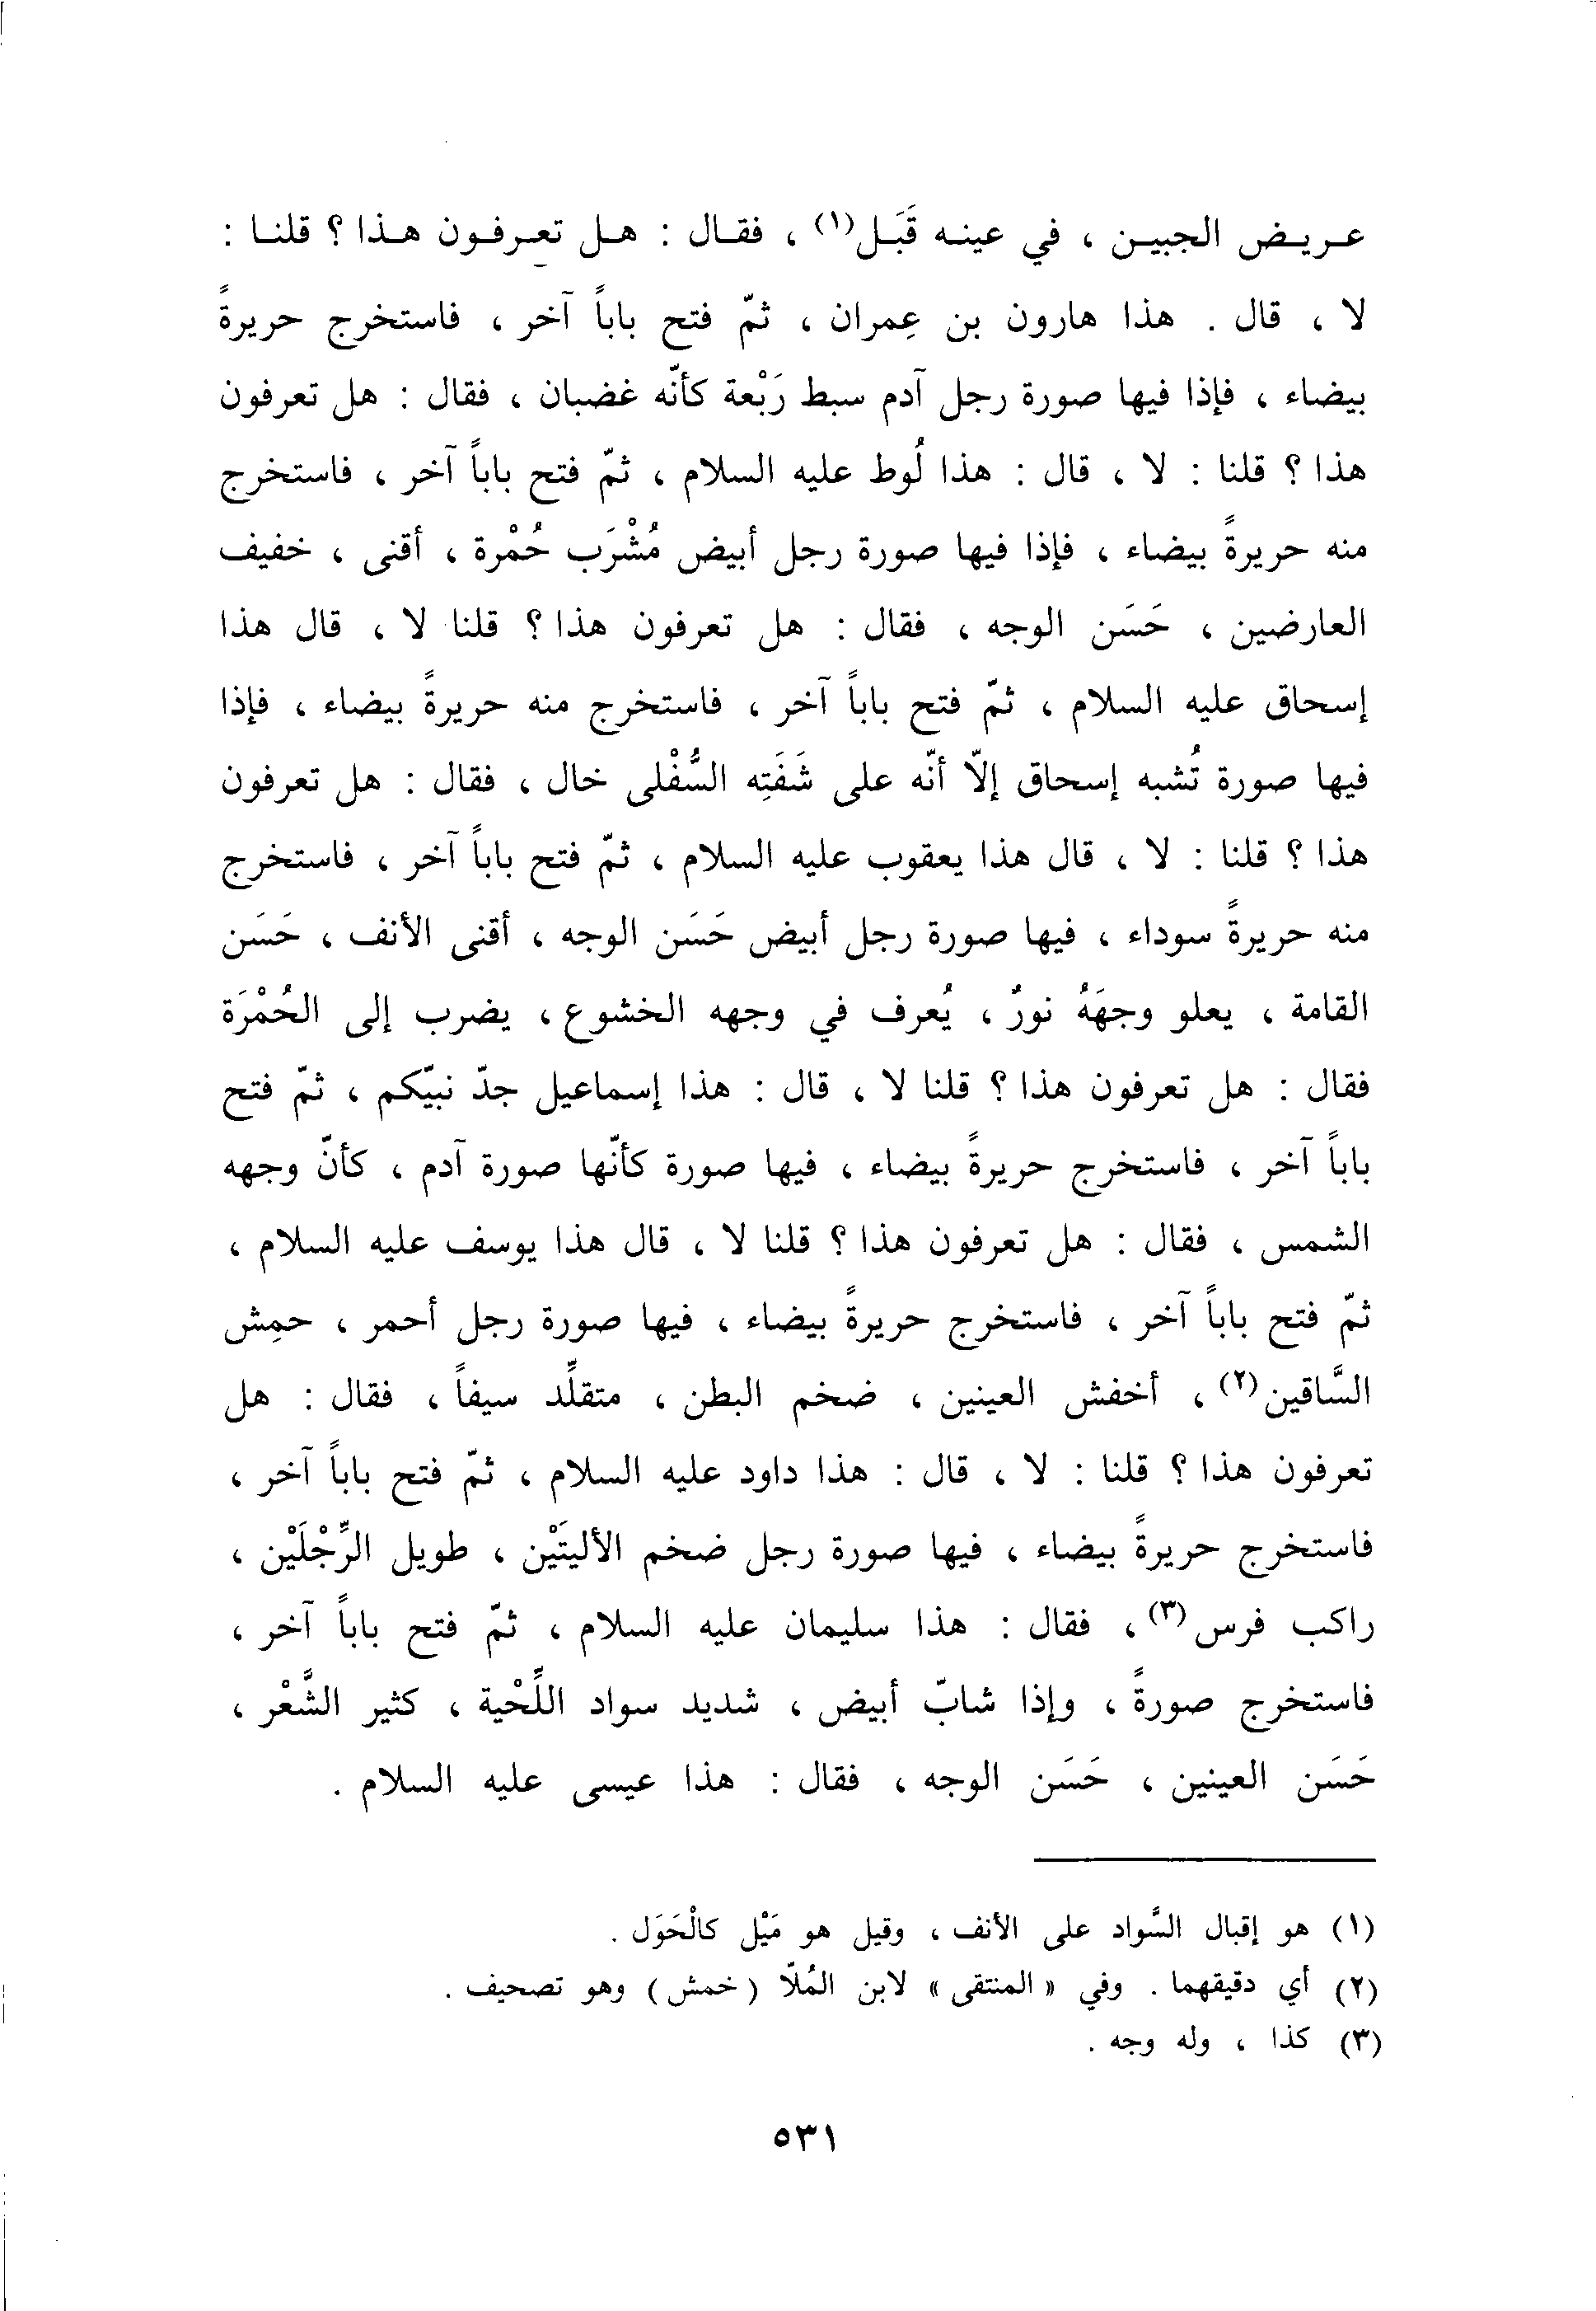 عريض الجبين ، في عينه قَبَل(١) ، فقال : هل تعرفون هذا ؟ قلنا :
لا ، قال . هذا هارون بن عِمران ، ثمّ فتح باباً آخر ، فاستخرج حريرةً
بيضاء ، فإذا فيها صورة رجل آدم سبط رَبْعة كأنّه غضبان ، فقال : هل تعرفون
هذا ؟ قلنا : لا ، قال : هذا لُوط عليه السلام ، ثمّ فتح باباً آخر ، فاستخرج
منه حريرةً بيضاء ، فإذا فيها صورة رجل أبيض مُشْرَب حُمْرة ، أقنى ، خفيف
العارضين ، حَسَن الوجه ، فقال : هل تعرفون هذا ؟ قلنا لا ، قال هذا
إسحاق عليه السلام ، ثمّ فتح باباً آخر ، فاستخرج منه حريرةً بيضاء ، فإذا
فيها صورة تُشبه إسحاق إلاّ أنّه على شَفَتِه السُّفْلى خال ، فقال : هل تعرفون
هذا ؟ قلنا : لا ، قال هذا يعقوب عليه السلام ، ثمّ فتح باباً آخر ، فاستخرج
منه حريرةً سوداء ، فيها صورة رجل أبيض حَسَن الوجه ، أقنى الأنف ، حَسَن
القامة ، يعلو وجهَهُ نورٌ ، يُعرف في وجهه الخشوع ، يضرب إلى الحُمْرَة
فقال : هل تعرفون هذا ؟ قلنا لا ، قال : هذا إسماعيل جدّ نبيّكم ، ثمّ فتح
باباً آخر ، فاستخرج حريرةً بيضاء ، فيها صورة كأنّها صورة آدم ، كأنّ وجهه
الشمس ، فقال : هل تعرفون هذا ؟ قلنا لا ، قال هذا يوسف عليه السلام ،
ثمّ فتح باباً آخر ، فاستخرج حريرةً بيضاء ، فيها صورة رجل أحمر ، حمِش
السَّاقين(٢) ، أخفش العينين ، ضخم البطن ، متقلِّد سيفاً ، فقال : هل
تعرفون هذا ؟ قلنا : لا ، قال : هذا داود عليه السلام ، ثمّ فتح باباً آخر ،
فاستخرج حريرةً بيضاء ، فيها صورة رجل ضخم الأليتَيْن ، طويل الرِّجْلَيْن ،
راكب فرس(٣) ، فقال : هذا سليمان عليه السلام ، ثمّ فتح باباً آخر ،
فاستخرج صورةً ، وإذا شابّ أبيض ، شديد سواد اللِّحْية ، كثير الشَّعْر ،
حَسَن العينين ، حَسَن الوجه ، فقال : هذا عيسى عليه السلام .
(١) هو إقبال السَّواد على الأنف ، وقيل هو مَيْل كالْحَوَل .
(٢) أي دقيقهما . وفي « المنتقى » لابن المُلاّ ( خمش ) وهو تصحيف .
(٣) كذا ، وله وجه .
٥٣١